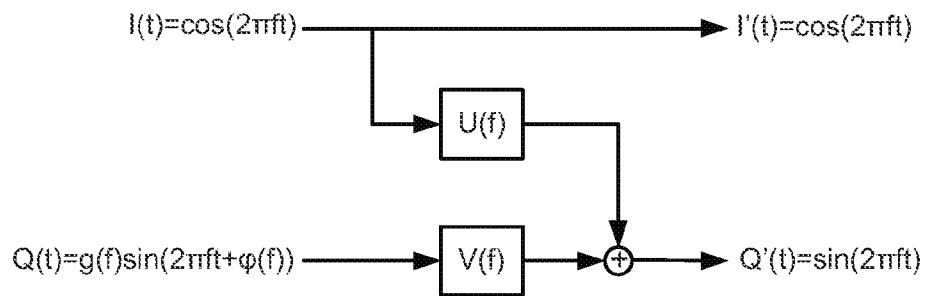 I(t)=cos(2πft)
I'(t)=cos(2πft)
U(f)
Q(t)=g(f)sin(2πft+φ(f))
V(f)
+
Q'(t)=sin(2πft)